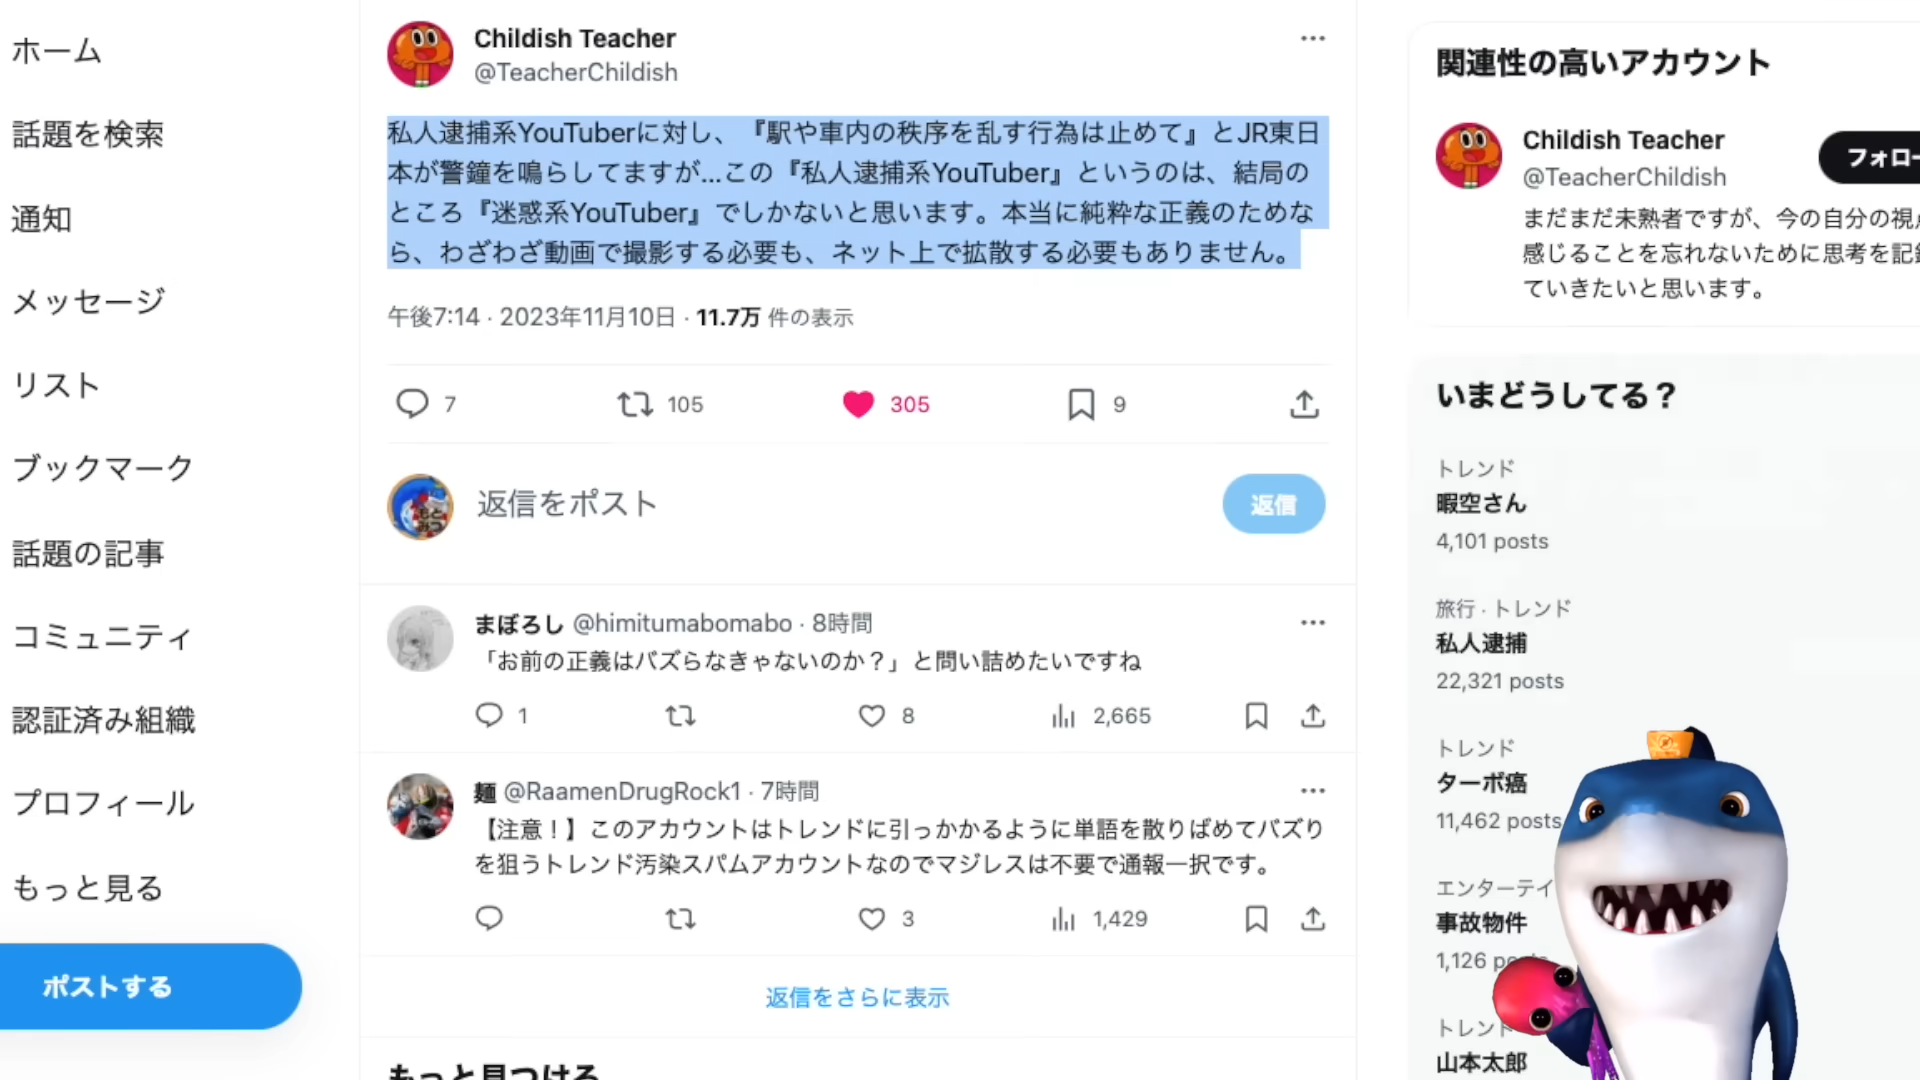 ホーム
話題を検索
通知
メッセージ
リスト
ブックマーク
話題の記事
コミュニティ
認証済み組織
プロフィール
もっと見る
ポストする
Childish Teacher
@TeacherChildish
私人逮捕系YouTuberに対し、『駅や車内の秩序を乱す行為は止めて』とJR東日
本が警鐘を鳴らしてますが...この『私人逮捕系YouTuber』というのは、結局の
ところ『迷惑系YouTuber』でしかないと思います。本当に純粋な正義のためな
ら、わざわざ動画で撮影する必要も、ネット上で拡散する必要もありません。
午後7:14 · 2023年11月10日 · 11.7万 件の表示
7 105 305 9
返信をポスト
返信
まぼろし @himitumabomabo · 8時間
「お前の正義はバズらなきゃないのか？」と問い詰めたいですね
1 8 2,665
麺 @RaamenDrugRock1 · 7時間
【注意！】このアカウントはトレンドに引っかかるように単語を散りばめてバズり
を狙うトレンド汚染スパムアカウントなのでマジレスは不要で通報一択です。
3 1,429
返信をさらに表示
もっと見つける
関連性の高いアカウント
Childish Teacher
@TeacherChildish
フォロー
まだまだ未熟者ですが、今の自分の視
感じることを忘れないために思考を記
ていきたいと思います。
いまどうしてる？
トレンド
暇空さん
4,101 posts
旅行 · トレンド
私人逮捕
22,321 posts
トレンド
ターボ癌
11,462 posts
エンターテイ
事故物件
1,126 posts
トレンド
山本太郎